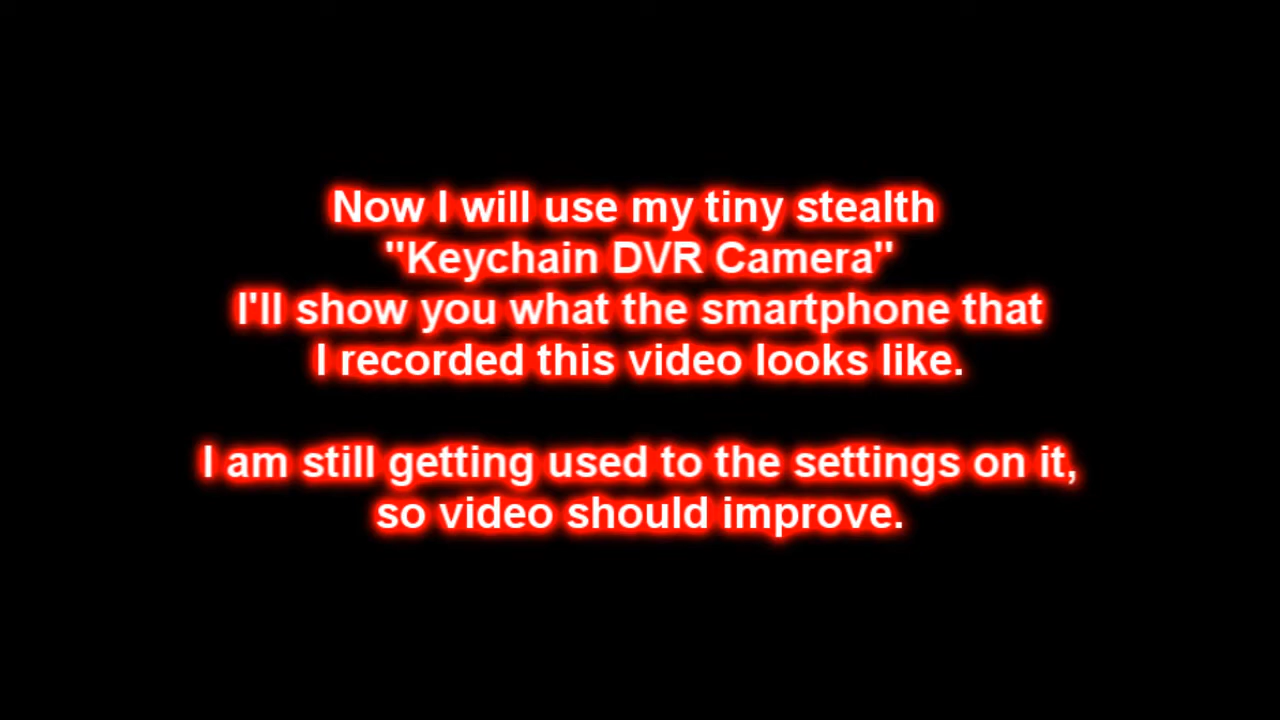 Now I will use my tiny stealth
"Keychain DVR Camera"
I'll show you what the smartphone that
I recorded this video looks like.
I am still getting used to the settings on it,
so video should improve.